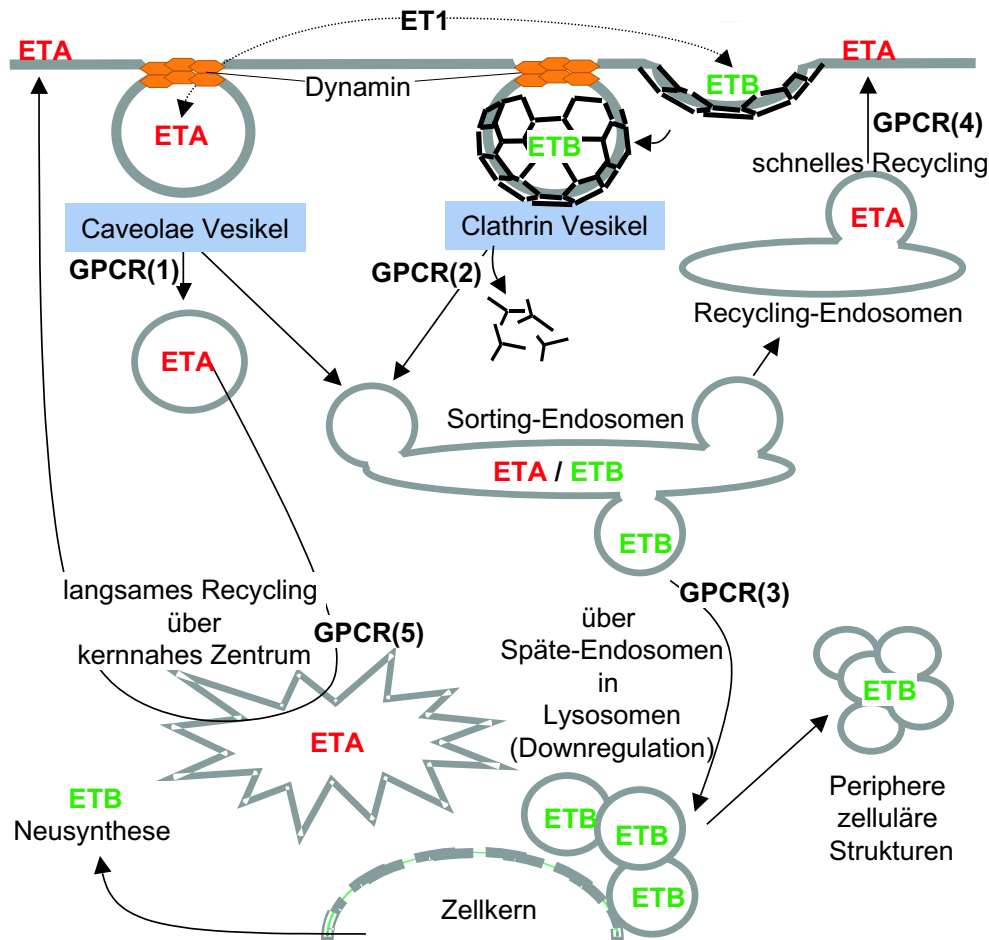 ET1
ETA
ETA
Dynamin
ETB
ETA
ETB
GPCR(4)
schnelles Recycling
ETA
Caveolae Vesikel
Clathrin Vesikel
GPCR(1)
GPCR(2)
Recycling-Endosomen
ETA
Sorting-Endosomen
ETA / ETB
ETB
langsames Recycling
über
kernnahes Zentrum
GPCR(5)
GPCR(3)
über
Späte-Endosomen
in
Lysosomen
(Downregulation)
ETA
ETB
Periphere
zelluläre
Strukturen
ETB
Neusynthese
ETB
ETB
ETB
Zellkern